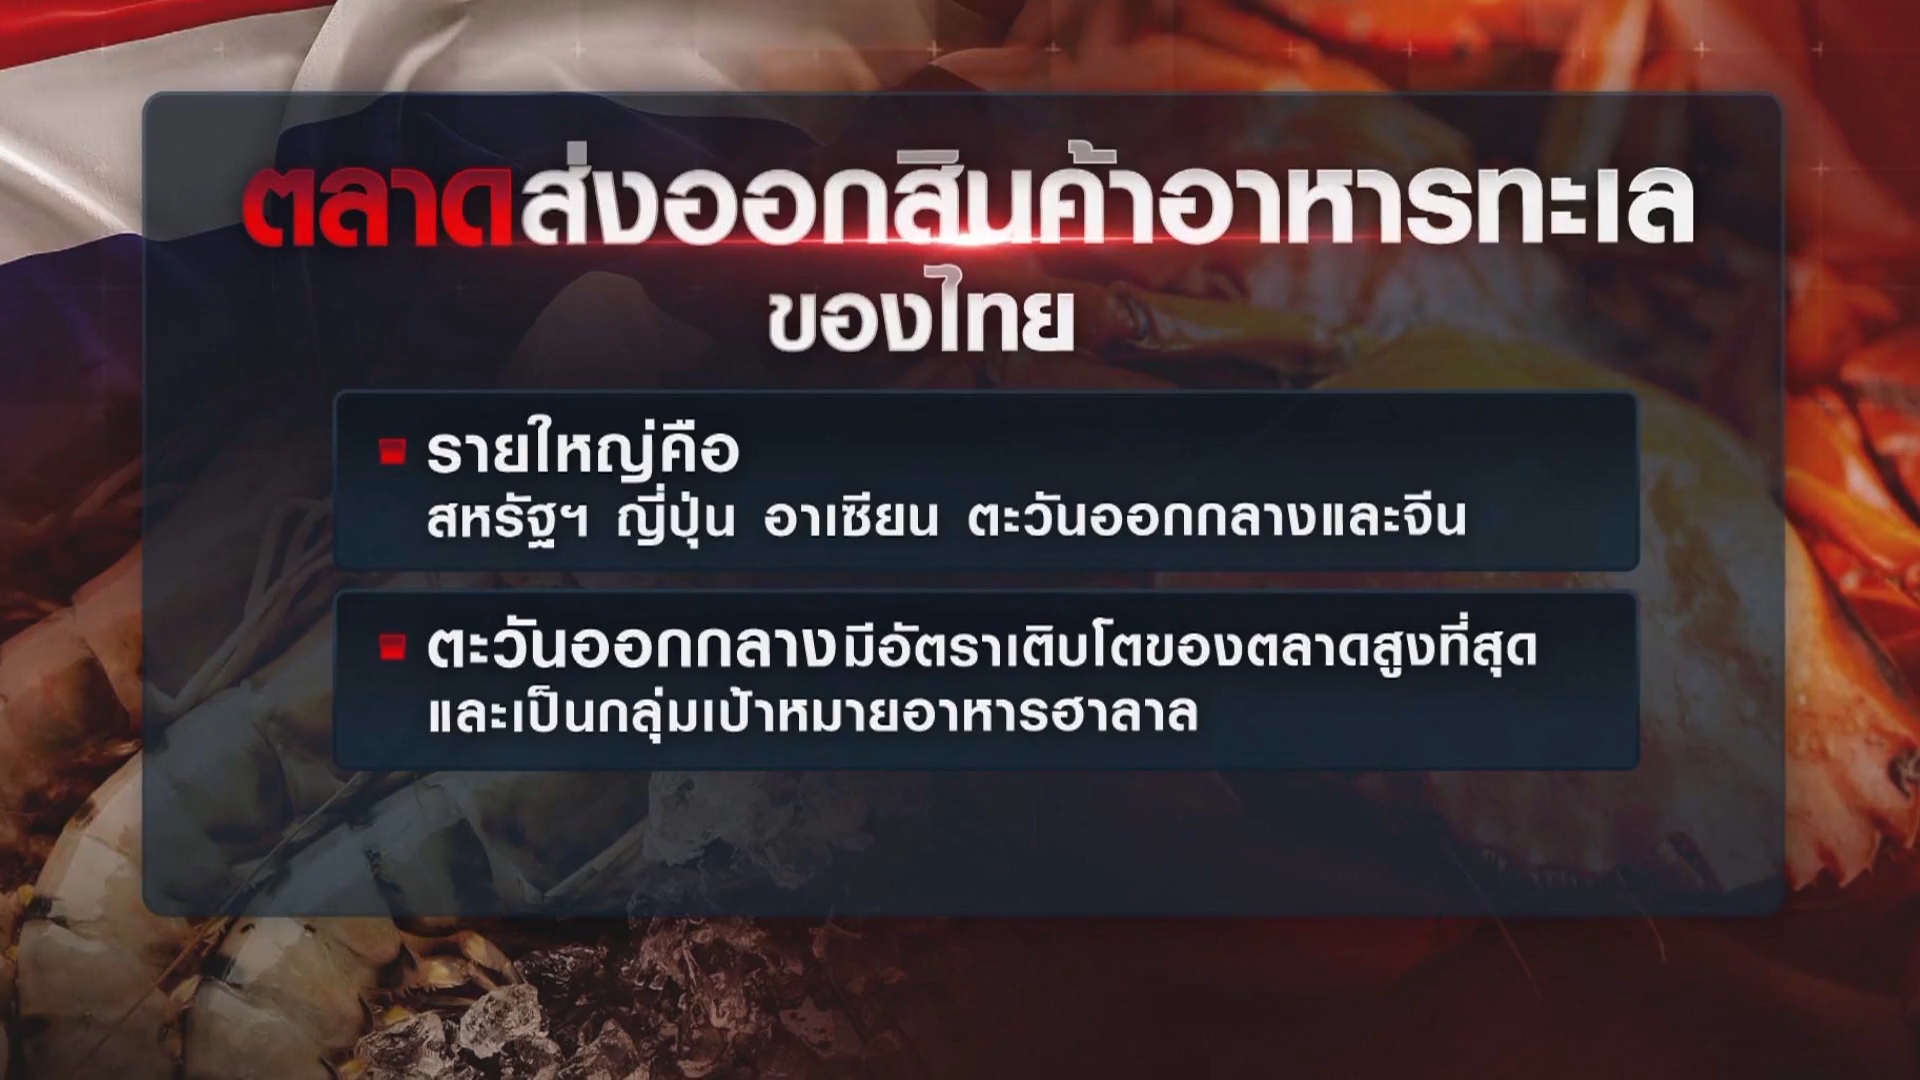 ตลาดส่งออกสินค้าอาหารทะเล
ของไทย
รายใหญ่คือ
สหรัฐฯ ญี่ปุ่น อาเซียน ตะวันออกกลางและจีน
ตะวันออกกลางมีอัตราเติบโตของตลาดสูงที่สุด
และเป็นกลุ่มเป้าหมายอาหารฮาลาล